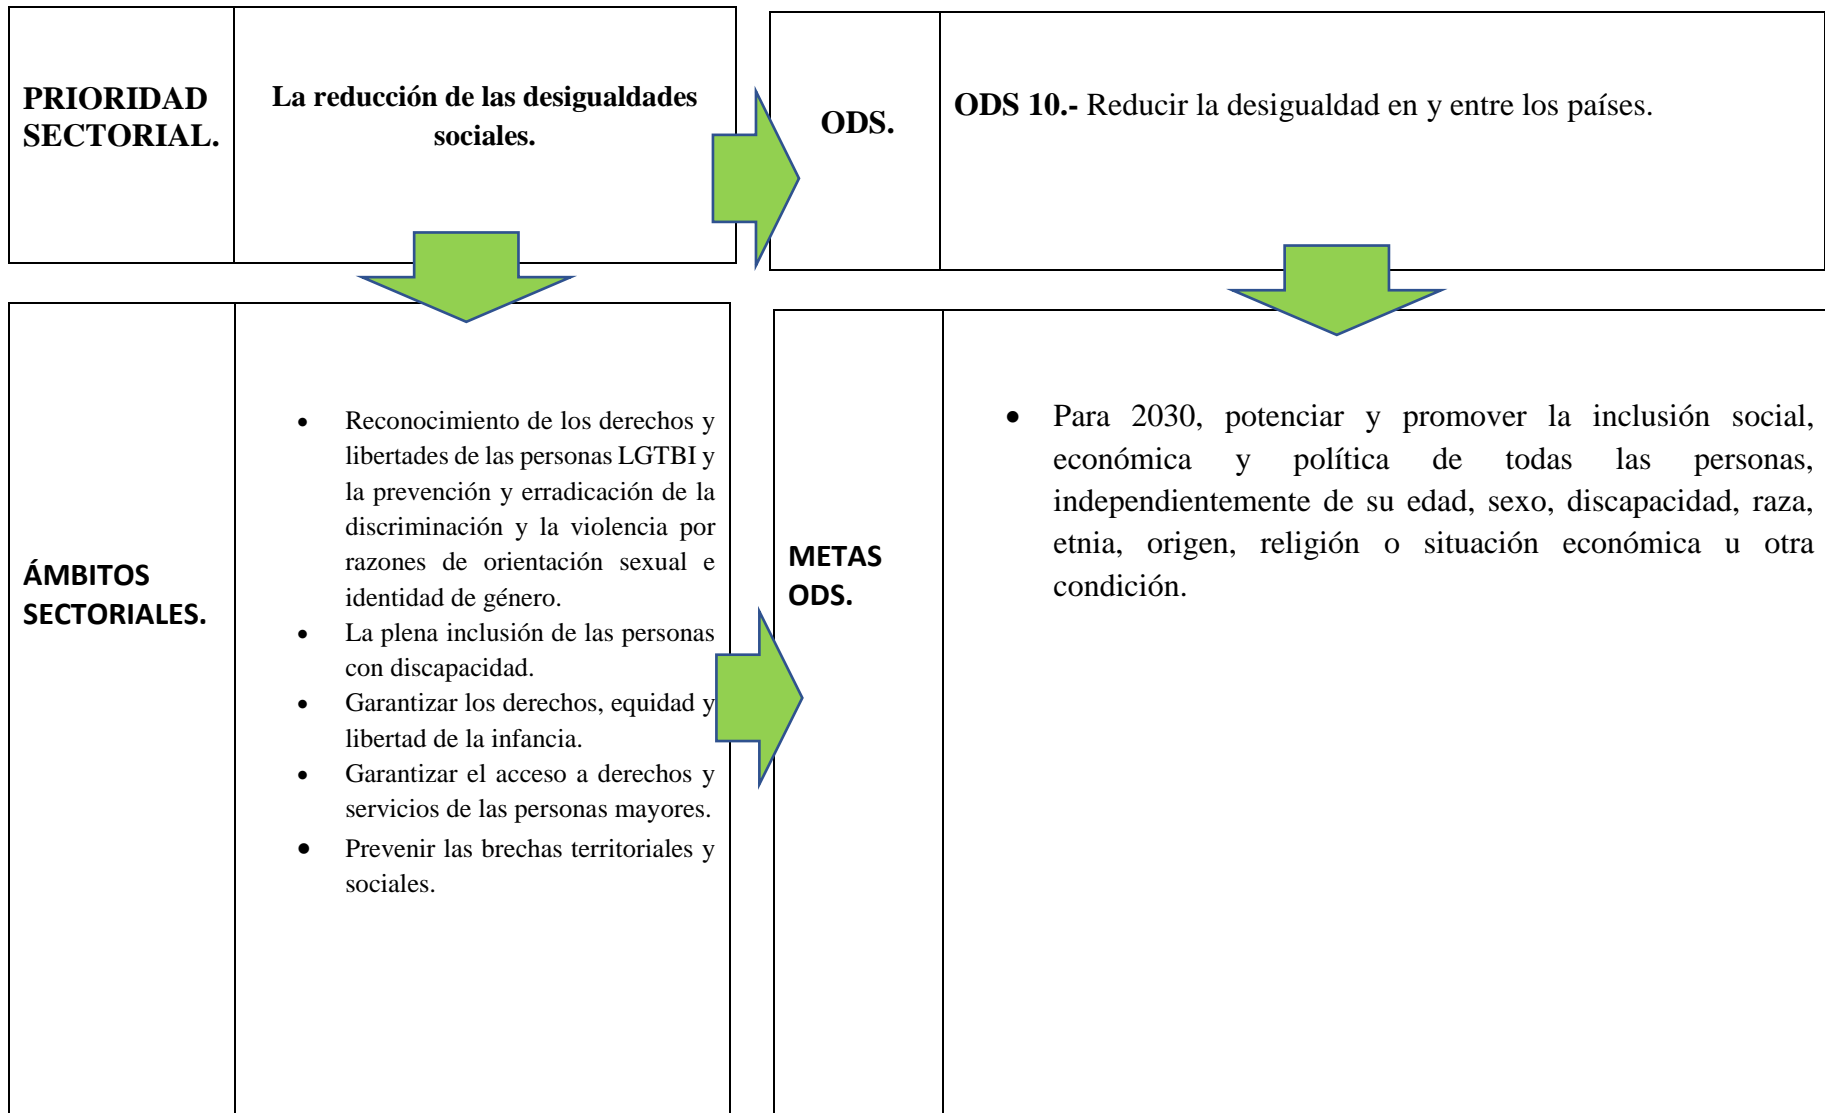 PRIORIDAD
SECTORIAL.
La reducción de las desigualdades
sociales.
ODS.
ODS 10.- Reducir la desigualdad en y entre los países.
ÁMBITOS
SECTORIALES.
• Reconocimiento de los derechos y
libertades de las personas LGTBI y
la prevención y erradicación de la
discriminación y la violencia por
razones de orientación sexual e
identidad de género.
• La plena inclusión de las personas
con discapacidad.
• Garantizar los derechos, equidad y
libertad de la infancia.
• Garantizar el acceso a derechos y
servicios de las personas mayores.
• Prevenir las brechas territoriales y
sociales.
METAS
ODS.
• Para 2030, potenciar y promover la inclusión social,
económica y política de todas las personas,
independientemente de su edad, sexo, discapacidad, raza,
etnia, origen, religión o situación económica u otra
condición.